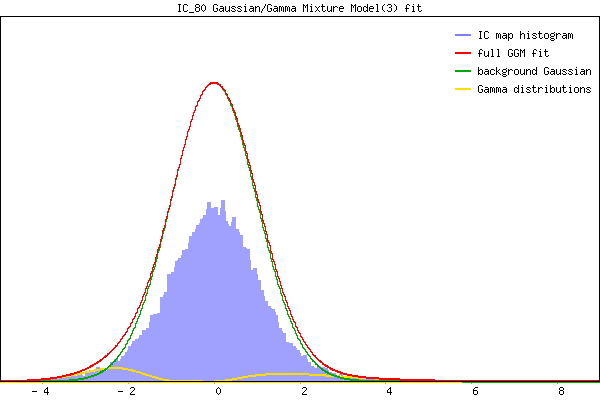 IC_80 Gaussian/Gamma Mixture Model(3) fit
IC map histogram
full GGM fit
background Gaussian
Gamma distributions
-4 -2 0 2 4 6 8